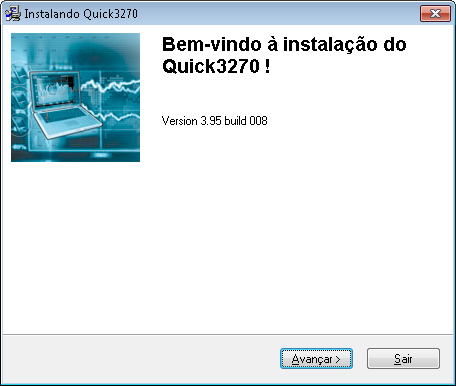 Instalando Quick3270
Bem-vindo à instalação do
Quick3270 !
Version 3.95 build 008
Avançar >
Sair